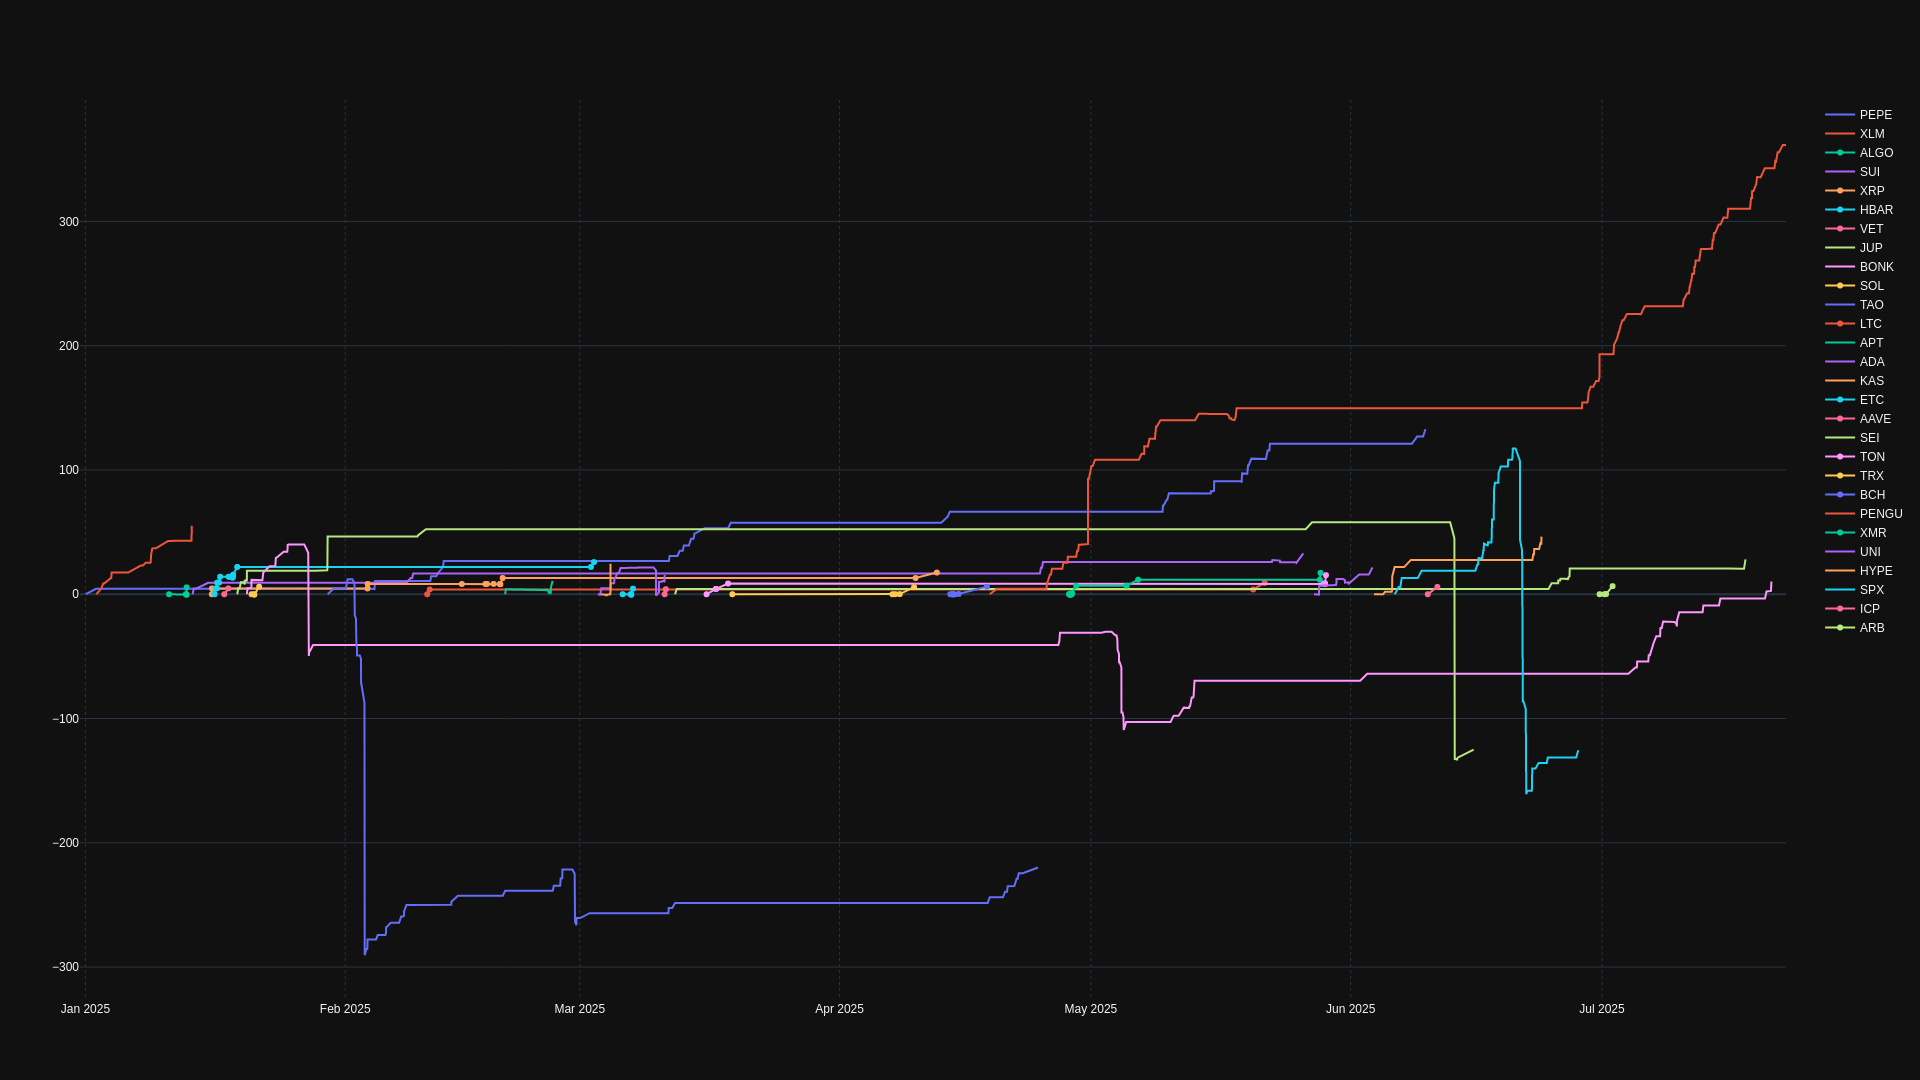 300
200
100
0
−100
−200
−300
Jan 2025
Feb 2025
Mar 2025
Apr 2025
May 2025
Jun 2025
Jul 2025
PEPE
XLM
ALGO
SUI
XRP
HBAR
VET
JUP
BONK
SOL
TAO
LTC
APT
ADA
KAS
ETC
AAVE
SEI
TON
TRX
BCH
PENGU
XMR
UNI
HYPE
SPX
ICP
ARB